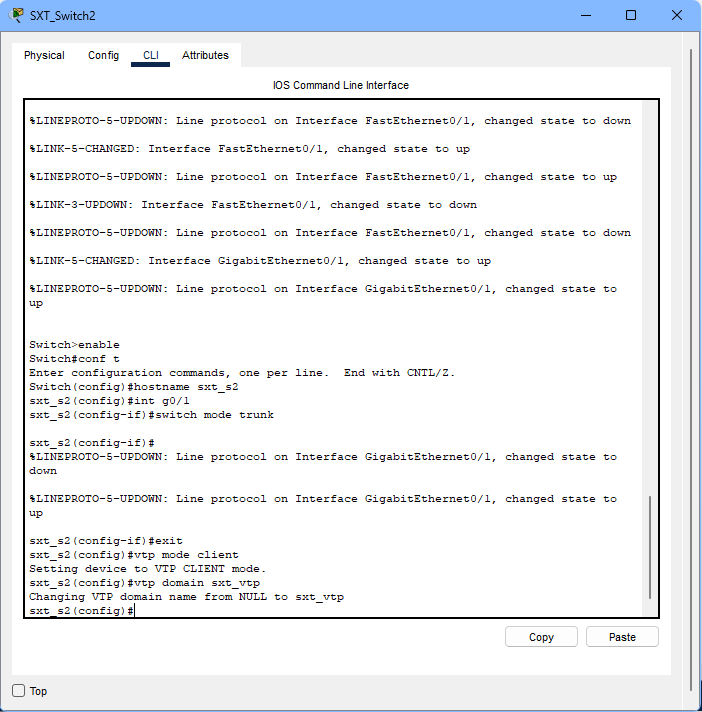 SXT_Switch2
Physical Config CLI Attributes
IOS Command Line Interface
%LINEPROTO-5-UPDOWN: Line protocol on Interface FastEthernet0/1, changed state to down
%LINK-5-CHANGED: Interface FastEthernet0/1, changed state to up
%LINEPROTO-5-UPDOWN: Line protocol on Interface FastEthernet0/1, changed state to up
%LINK-3-UPDOWN: Interface FastEthernet0/1, changed state to down
%LINEPROTO-5-UPDOWN: Line protocol on Interface FastEthernet0/1, changed state to down
%LINK-5-CHANGED: Interface GigabitEthernet0/1, changed state to up
%LINEPROTO-5-UPDOWN: Line protocol on Interface GigabitEthernet0/1, changed state to
up
Switch>enable
Switch#conf t
Enter configuration commands, one per line.  End with CNTL/Z.
Switch(config)#hostname sxt_s2
sxt_s2(config)#int g0/1
sxt_s2(config-if)#switch mode trunk
sxt_s2(config-if)#
%LINEPROTO-5-UPDOWN: Line protocol on Interface GigabitEthernet0/1, changed state to
down
%LINEPROTO-5-UPDOWN: Line protocol on Interface GigabitEthernet0/1, changed state to
up
sxt_s2(config-if)#exit
sxt_s2(config)#vtp mode client
Setting device to VTP CLIENT mode.
sxt_s2(config)#vtp domain sxt_vtp
Changing VTP domain name from NULL to sxt_vtp
sxt_s2(config)#
Copy Paste
Top